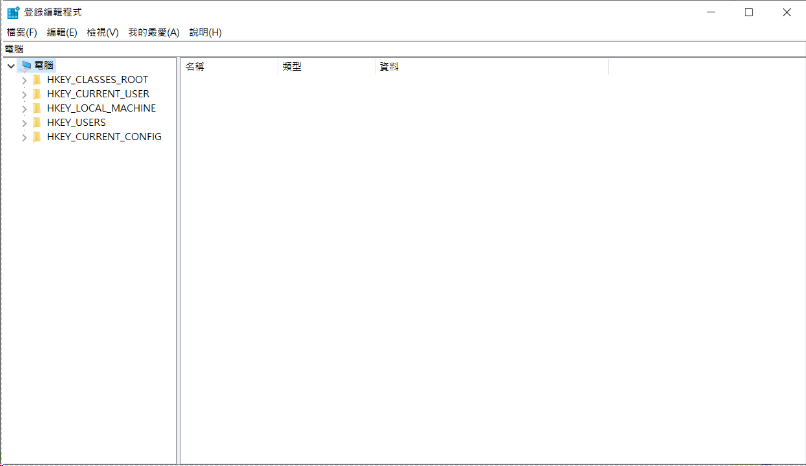 登錄編輯程式
檔案(F) 編輯(E) 檢視(V) 我的最愛(A) 說明(H)
電腦
電腦
HKEY_CLASSES_ROOT
HKEY_CURRENT_USER
HKEY_LOCAL_MACHINE
HKEY_USERS
HKEY_CURRENT_CONFIG
名稱 類型 資料